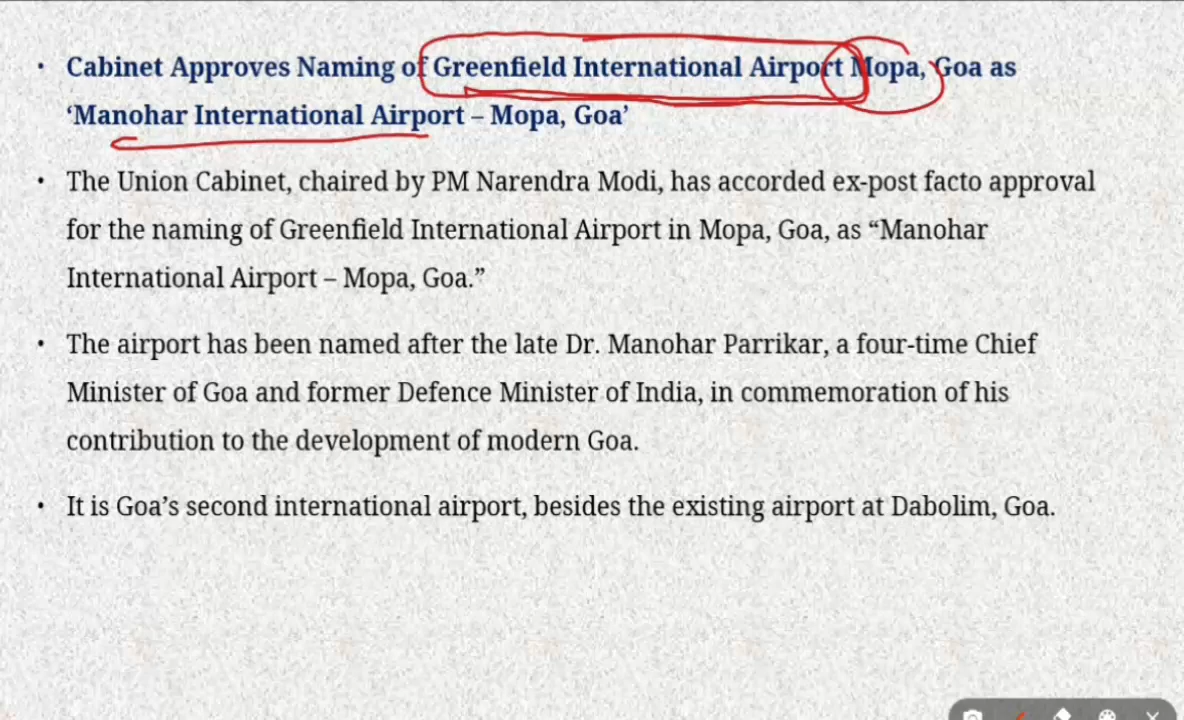 • Cabinet Approves Naming of Greenfield International Airport Mopa, Goa as
‘Manohar International Airport – Mopa, Goa’
• The Union Cabinet, chaired by PM Narendra Modi, has accorded ex-post facto approval
for the naming of Greenfield International Airport in Mopa, Goa, as “Manohar
International Airport – Mopa, Goa.”
• The airport has been named after the late Dr. Manohar Parrikar, a four-time Chief
Minister of Goa and former Defence Minister of India, in commemoration of his
contribution to the development of modern Goa.
• It is Goa’s second international airport, besides the existing airport at Dabolim, Goa.